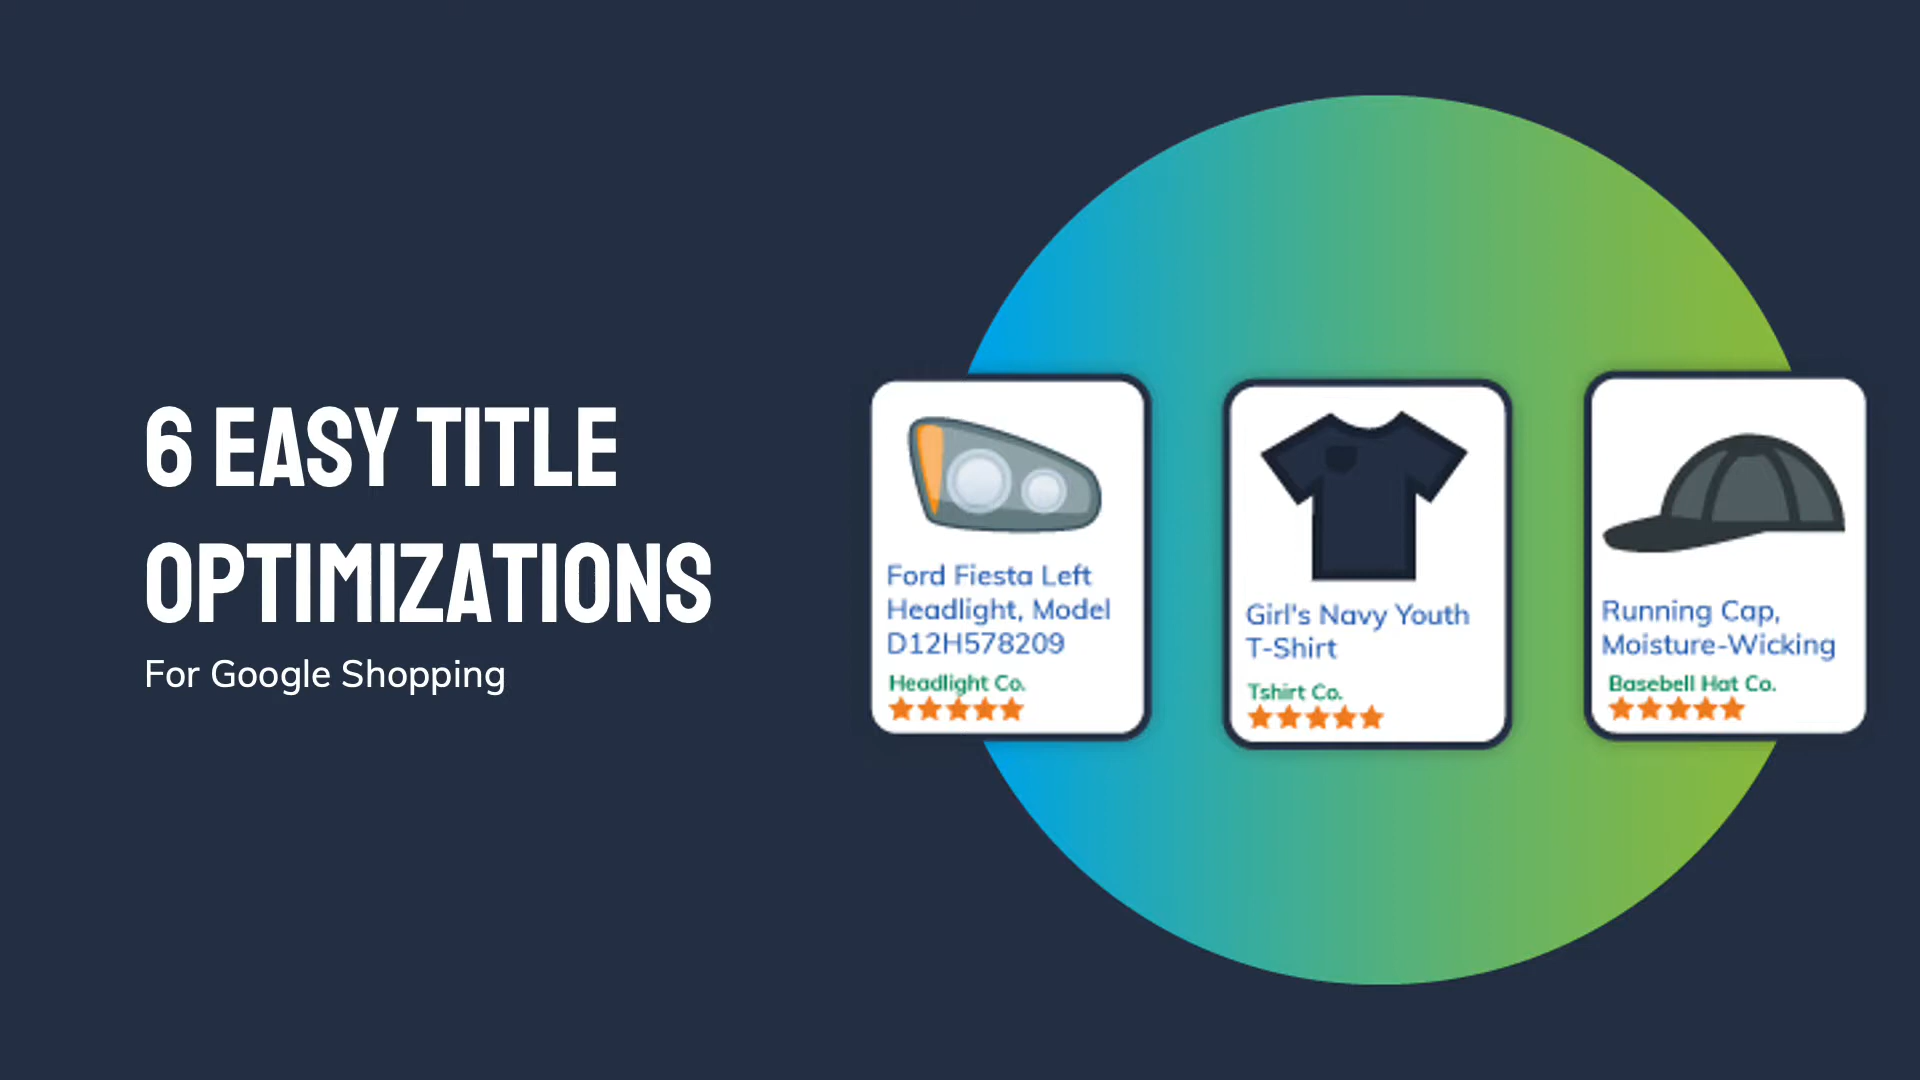 6 EASY TITLE
OPTIMIZATIONS
For Google Shopping
Ford Fiesta Left
Headlight, Model
D12H578209
Headlight Co.
Girl's Navy Youth
T-Shirt
Tshirt Co.
Running Cap,
Moisture-Wicking
Basebell Hat Co.